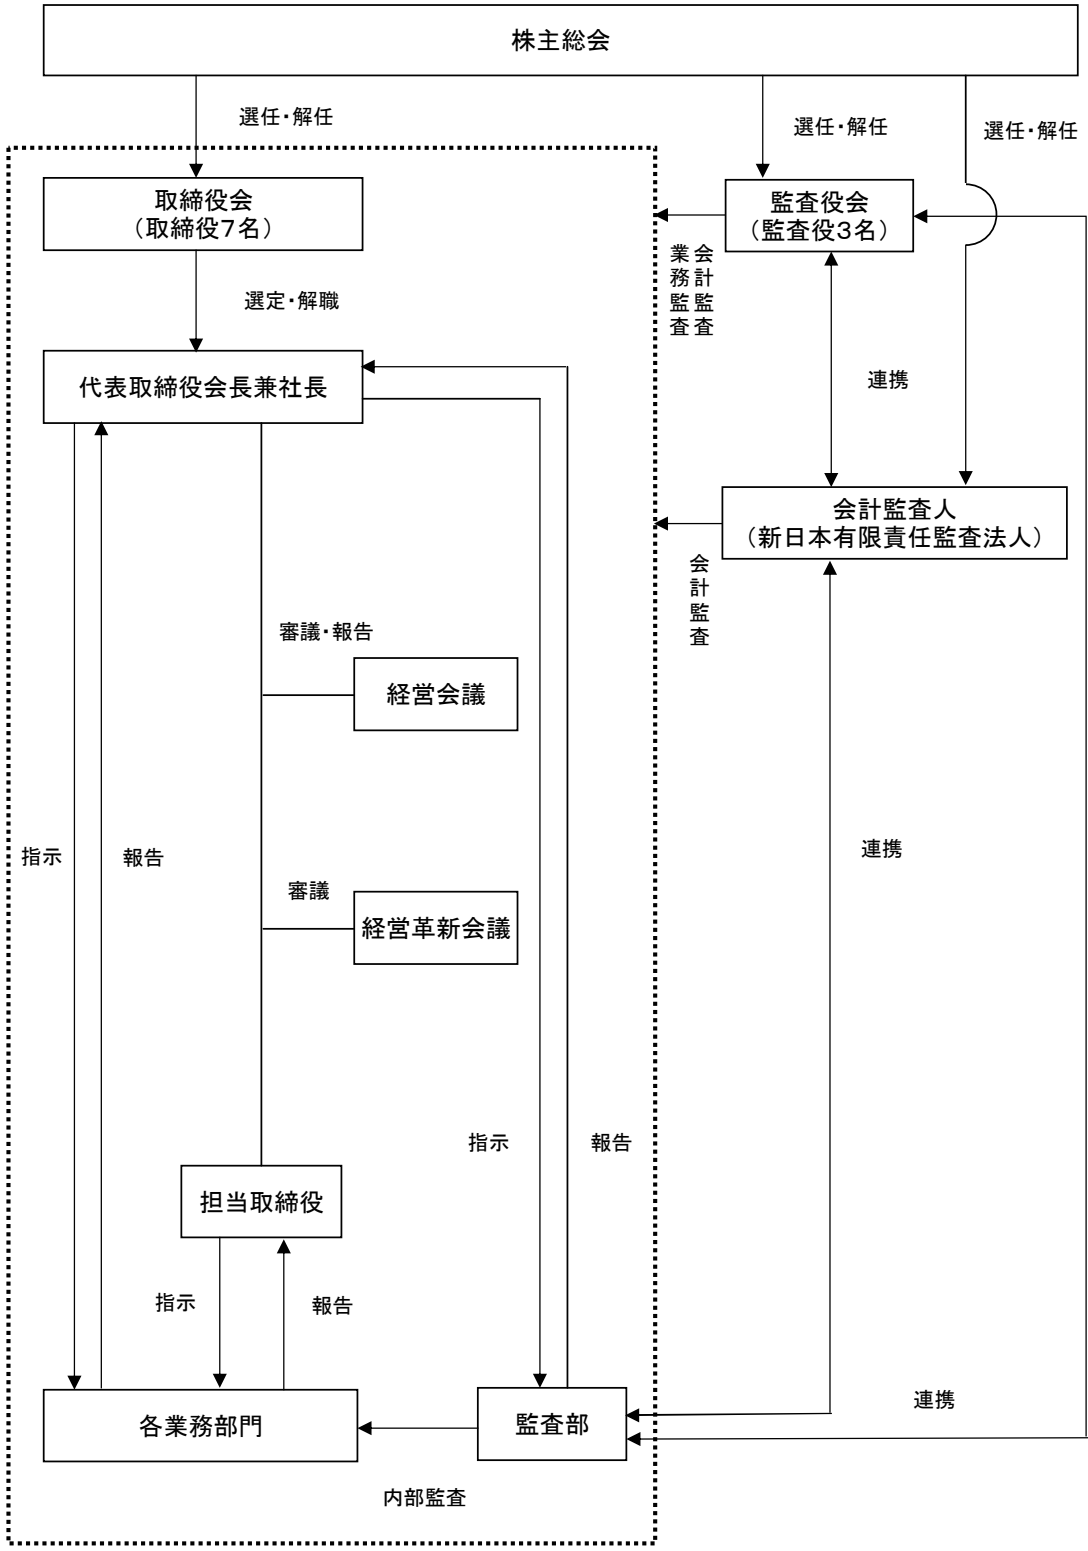 株主総会
選任・解任
選任・解任
選任・解任
取締役会
（取締役７名）
監査役会
（監査役３名）
業務監査
会計監査
選定・解職
代表取締役会長兼社長
連携
会計監査人
（新日本有限責任監査法人）
会計監査
審議・報告
経営会議
指示
報告
連携
審議
経営革新会議
指示
報告
担当取締役
指示
報告
連携
各業務部門
監査部
内部監査